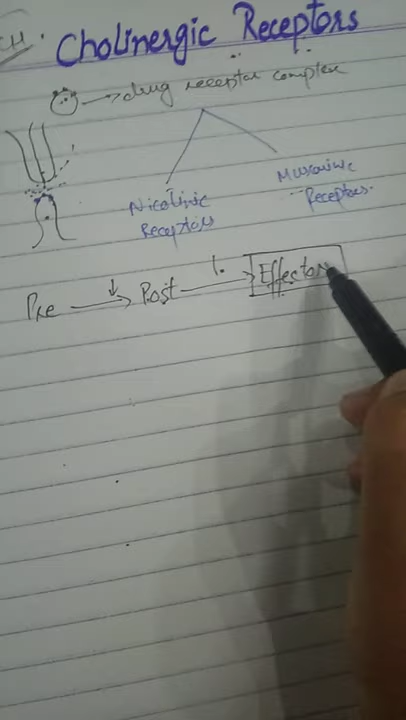 Cholinergic Receptors
→ drug receptor complex
Nicotinic
Receptors
Muscarinic
Receptors.
Pre → Post → Effectors